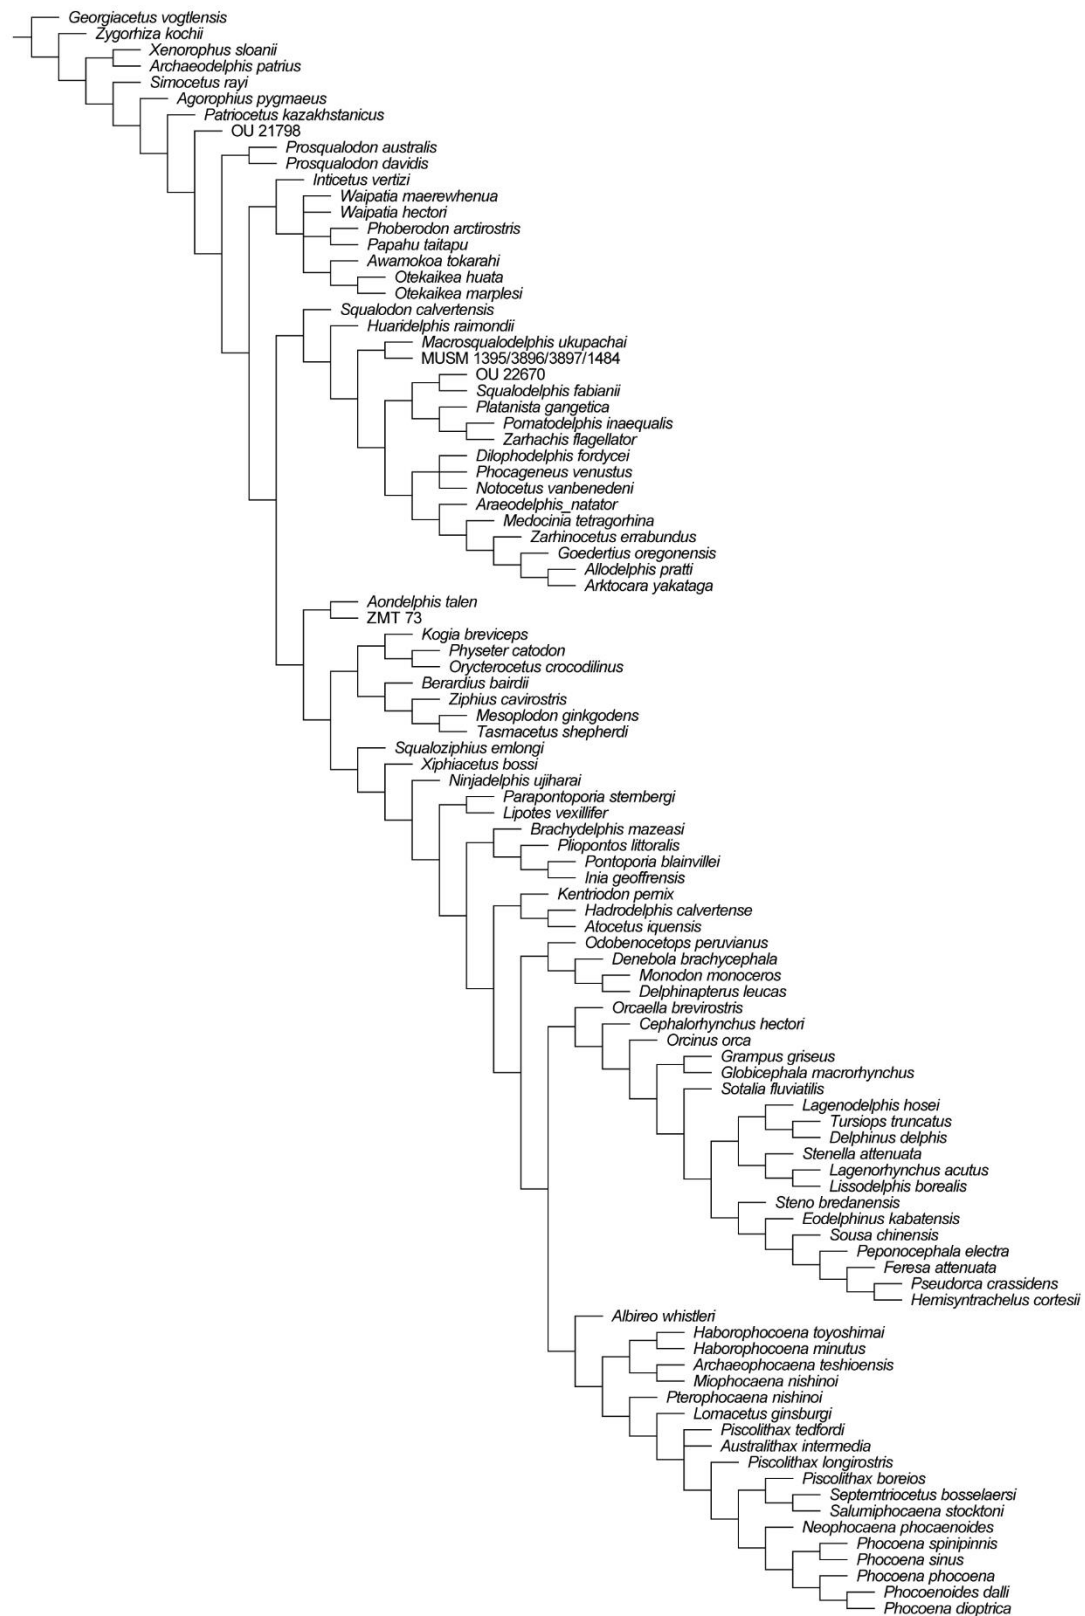 Georgiacetus vogtlensis
Zygorhiza kochii
Xenorophus sloanii
Archaeodelphis patrius
Simocetus rayi
Agorophius pygmaeus
Patriocetus kazakhstanicus
OU 21798
Prosqualodon australis
Prosqualodon davidis
Inticetus vertizi
Waipatia maerewhenua
Waipatia hectori
Phoberodon arctirostris
Papahu taitapu
Awamokoa tokarahi
Otekaikea huata
Otekaikea marplesi
Squalodon calvertensis
Huaridelphis raimondii
Macrosqualodelphis ukupachai
MUSM 1395/3896/3897/1484
OU 22670
Squalodelphis fabianii
Platanista gangetica
Pomatodelphis inaequalis
Zarhachis flagellator
Dilophodelphis fordycei
Phocageneus venustus
Notocetus vanbenedeni
Araeodelphis_natator
Medocinia tetragorhina
Zarhinocetus errabundus
Goedertius oregonensis
Allodelphis pratti
Arktocara yakataga
Aondelphis talen
ZMT 73
Kogia breviceps
Physeter catodon
Orycterocetus crocodilinus
Berardius bairdii
Ziphius cavirostris
Mesoplodon ginkgodens
Tasmacetus shepherdi
Squaloziphius emlongi
Xiphiacetus bossi
Ninjadelphis ujiharai
Parapontoporia sternbergi
Lipotes vexillifer
Brachydelphis mazeasi
Pliopontos littoralis
Pontoporia blainvillei
Inia geoffrensis
Kentriodon pernix
Hadrodelphis calvertense
Atocetus iquensis
Odobenocetops peruvianus
Denebola brachycephala
Monodon monoceros
Delphinapterus leucas
Orcaella brevirostris
Cephalorhynchus hectori
Orcinus orca
Grampus griseus
Globicephala macrorhynchus
Sotalia fluviatilis
Lagenodelphis hosei
Tursiops truncatus
Delphinus delphis
Stenella attenuata
Lagenorhynchus acutus
Lissodelphis borealis
Steno bredanensis
Eodelphinus kabatensis
Sousa chinensis
Peponocephala electra
Feresa attenuata
Pseudorca crassidens
Hemisyntrachelus cortesii
Albireo whistleri
Haborophocoena toyoshimai
Haborophocoena minutus
Archaeophocaena teshioensis
Miophocaena nishinoi
Pterophocaena nishinoi
Lomacetus ginsburgi
Piscolithax tedfordi
Australithax intermedia
Piscolithax longirostris
Piscolithax boreios
Septemtriocetus bosselaersi
Salumiphocaena stocktoni
Neophocaena phocaenoides
Phocoena spinipinnis
Phocoena sinus
Phocoena phocoena
Phocoenoides dalli
Phocoena dioptrica